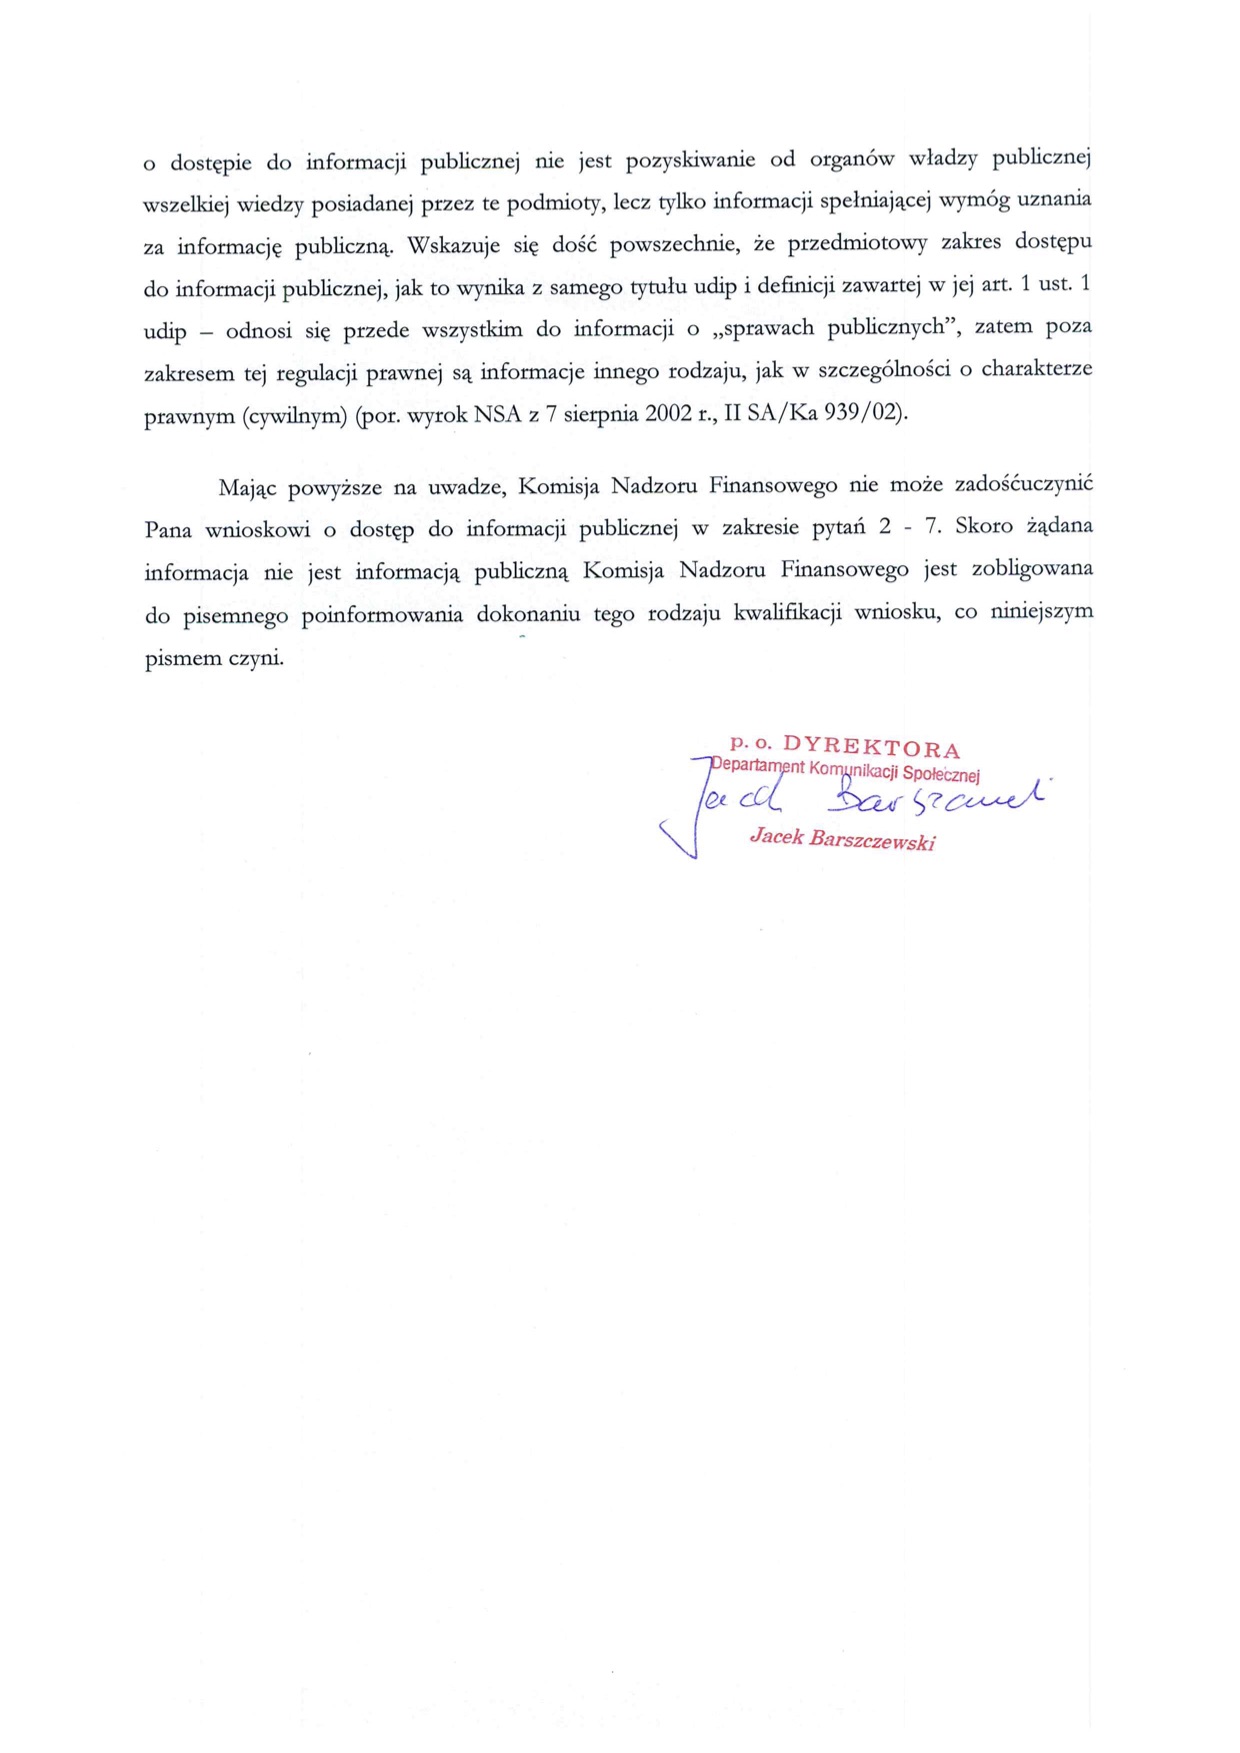 o dostępie do informacji publicznej nie jest pozyskiwanie od organów władzy publicznej
wszelkiej wiedzy posiadanej przez te podmioty, lecz tylko informacji spełniającej wymóg uznania
za informację publiczną. Wskazuje się dość powszechnie, że przedmiotowy zakres dostępu
do informacji publicznej, jak to wynika z samego tytułu udip i definicji zawartej w jej art. 1 ust. 1
udip – odnosi się przede wszystkim do informacji o „sprawach publicznych”, zatem poza
zakresem tej regulacji prawnej są informacje innego rodzaju, jak w szczególności o charakterze
prawnym (cywilnym) (por. wyrok NSA z 7 sierpnia 2002 r., II SA/Ka 939/02).
Mając powyższe na uwadze, Komisja Nadzoru Finansowego nie może zadośćuczynić
Pana wnioskowi o dostęp do informacji publicznej w zakresie pytań 2 - 7. Skoro żądana
informacja nie jest informacją publiczną Komisja Nadzoru Finansowego jest zobligowana
do pisemnego poinformowania dokonaniu tego rodzaju kwalifikacji wniosku, co niniejszym
pismem czyni.
p. o. DYREKTORA
Departament Komunikacji Społecznej
Jacek Barszczewski